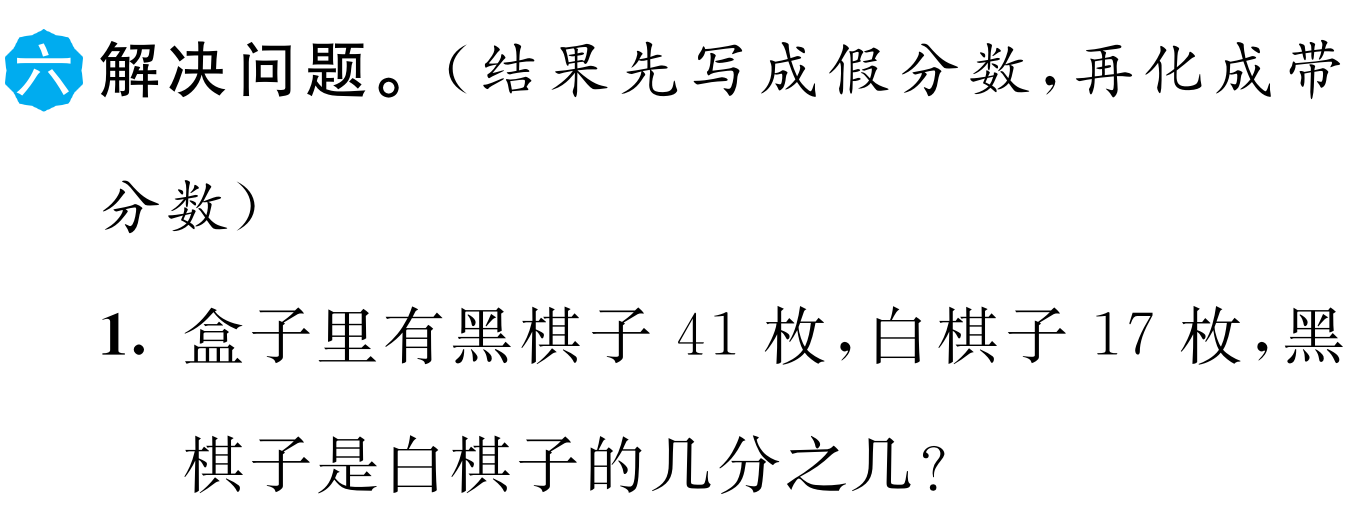 六 解决问题。（结果先写成假分数，再化成带
分数）
1. 盒子里有黑棋子 41 枚，白棋子 17 枚，黑
棋子是白棋子的几分之几？